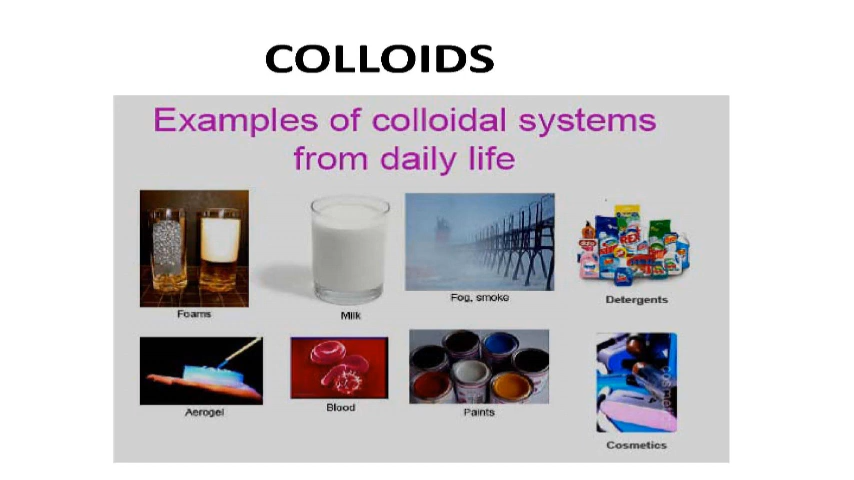 COLLOIDS
Examples of colloidal systems
from daily life
Foams
Milk
Fog, smoke
Detergents
Aerogel
Blood
Paints
Cosmetics